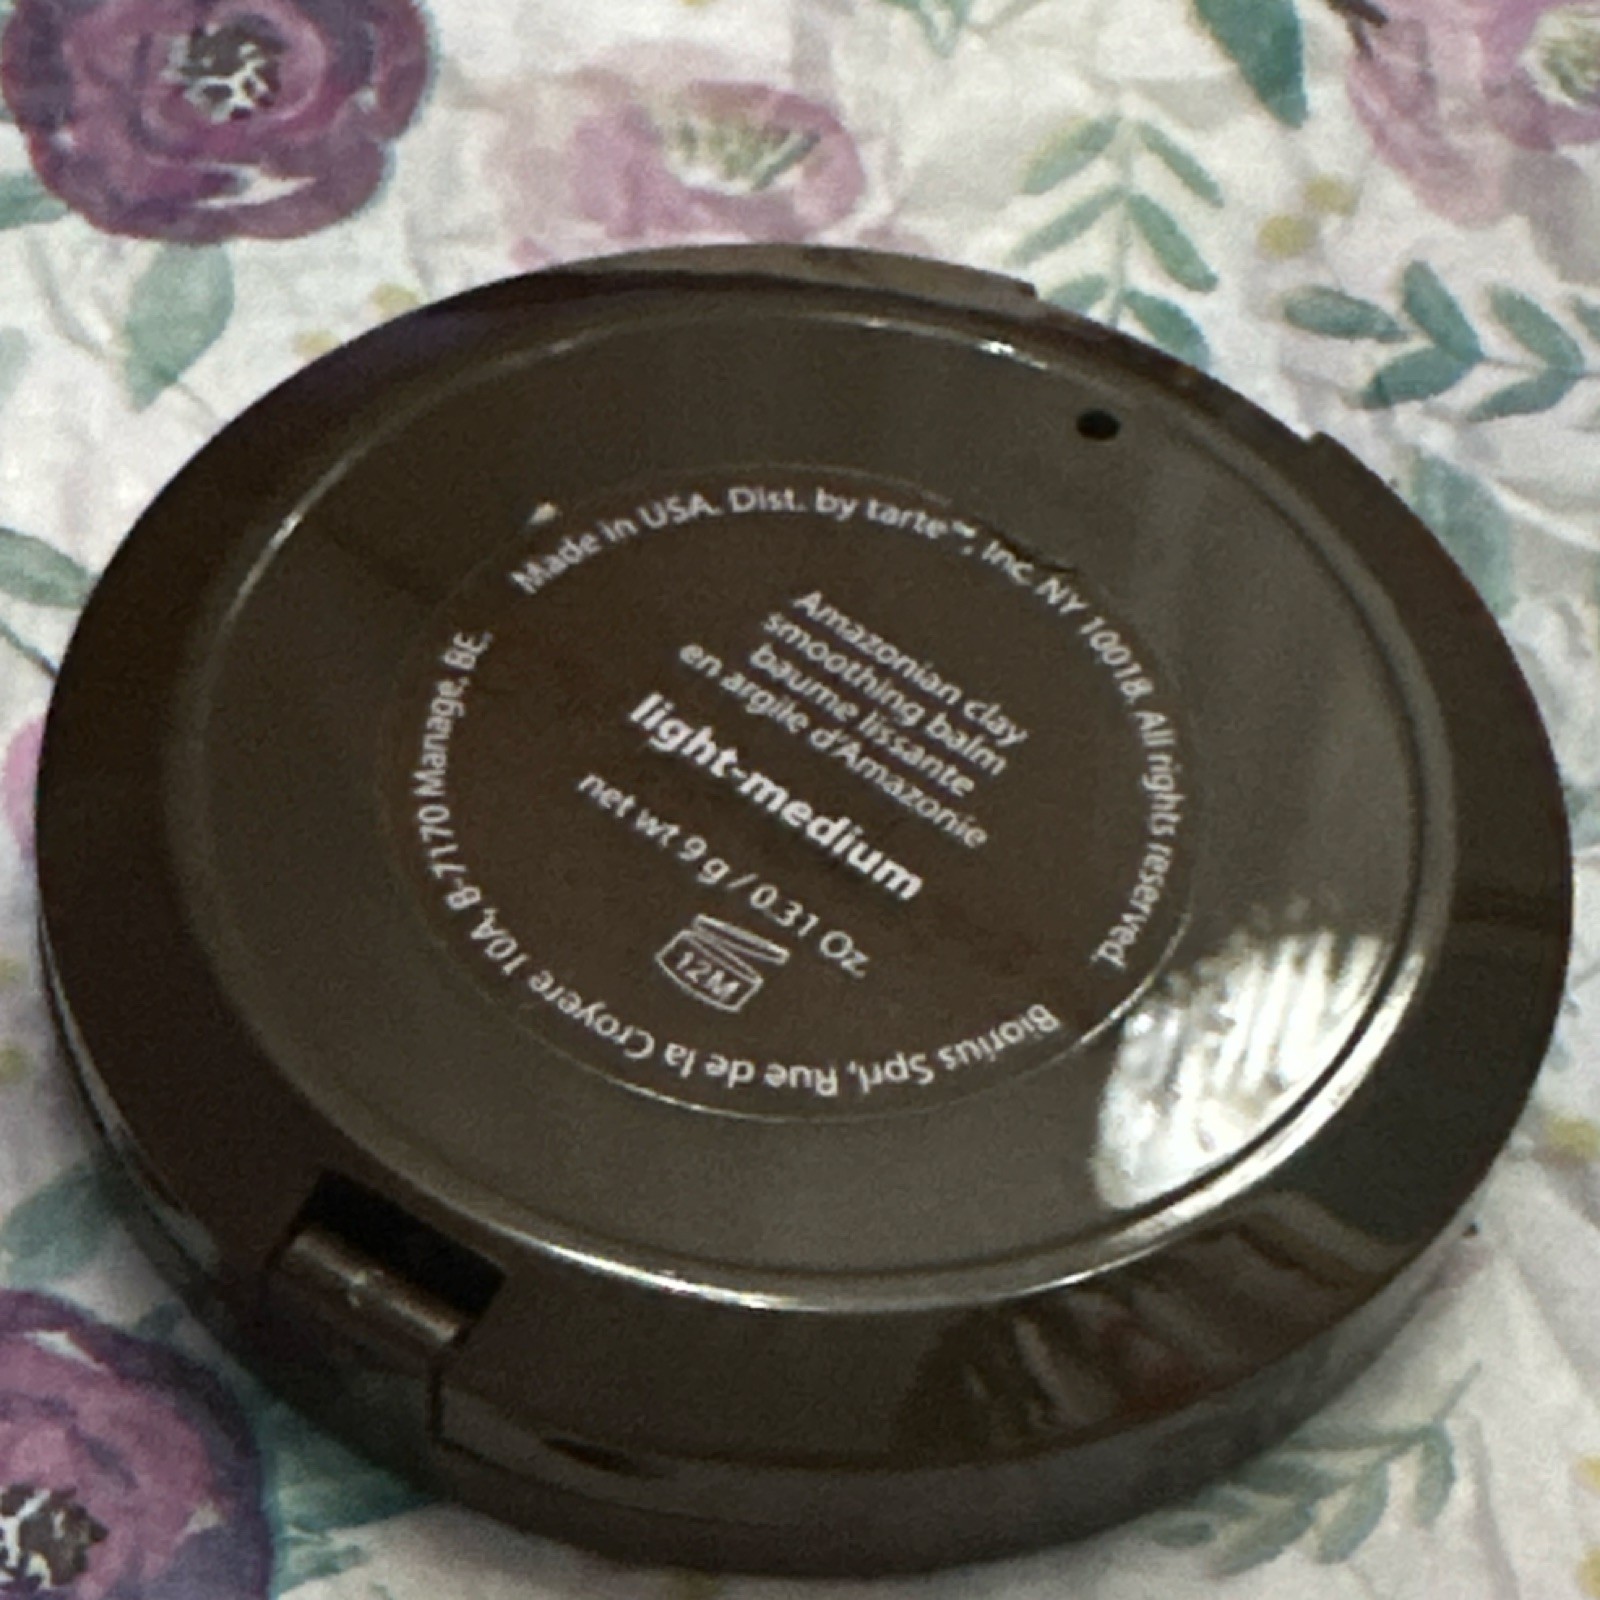 Made in USA. Dist. by tarte™, Inc. NY 10018. All rights reserved.
Amazonian clay
smoothing balm
baume lissante
en argile d'Amazonie
light-medium
net wt 9 g / 0.31 Oz.
12M
Biorius Sprl, Rue de la Croyere 10A, B-7170 Manage, BE.